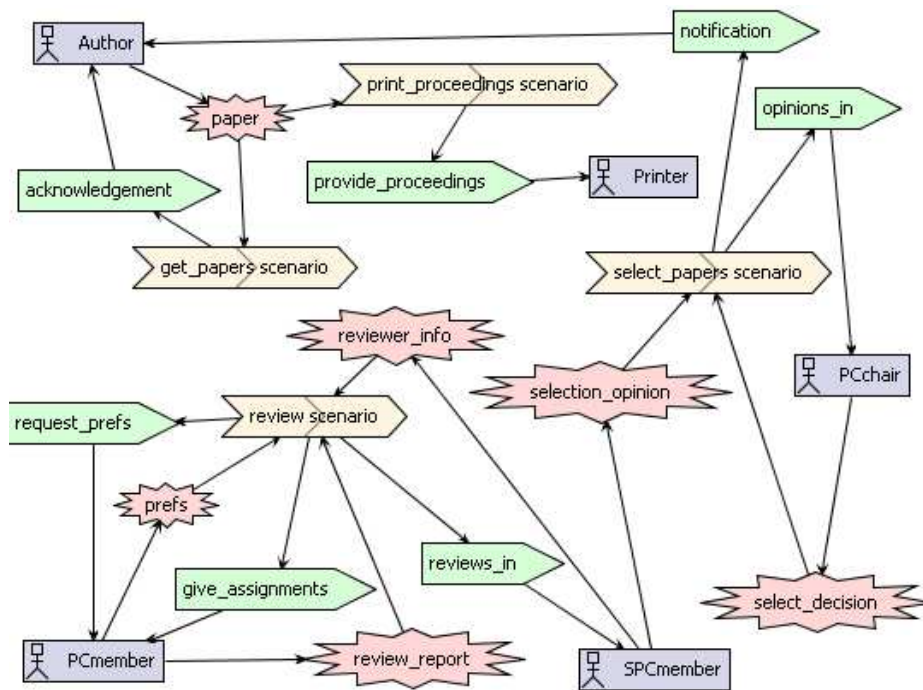 notification
Author
print_proceedings scenario
opinions_in
paper
acknowledgement
provide_proceedings
Printer
get_papers scenario
select_papers scenario
reviewer_info
PCchair
selection_opinion
request_prefs
review scenario
prefs
reviews_in
give_assignments
select_decision
PCmember
review_report
SPCmember